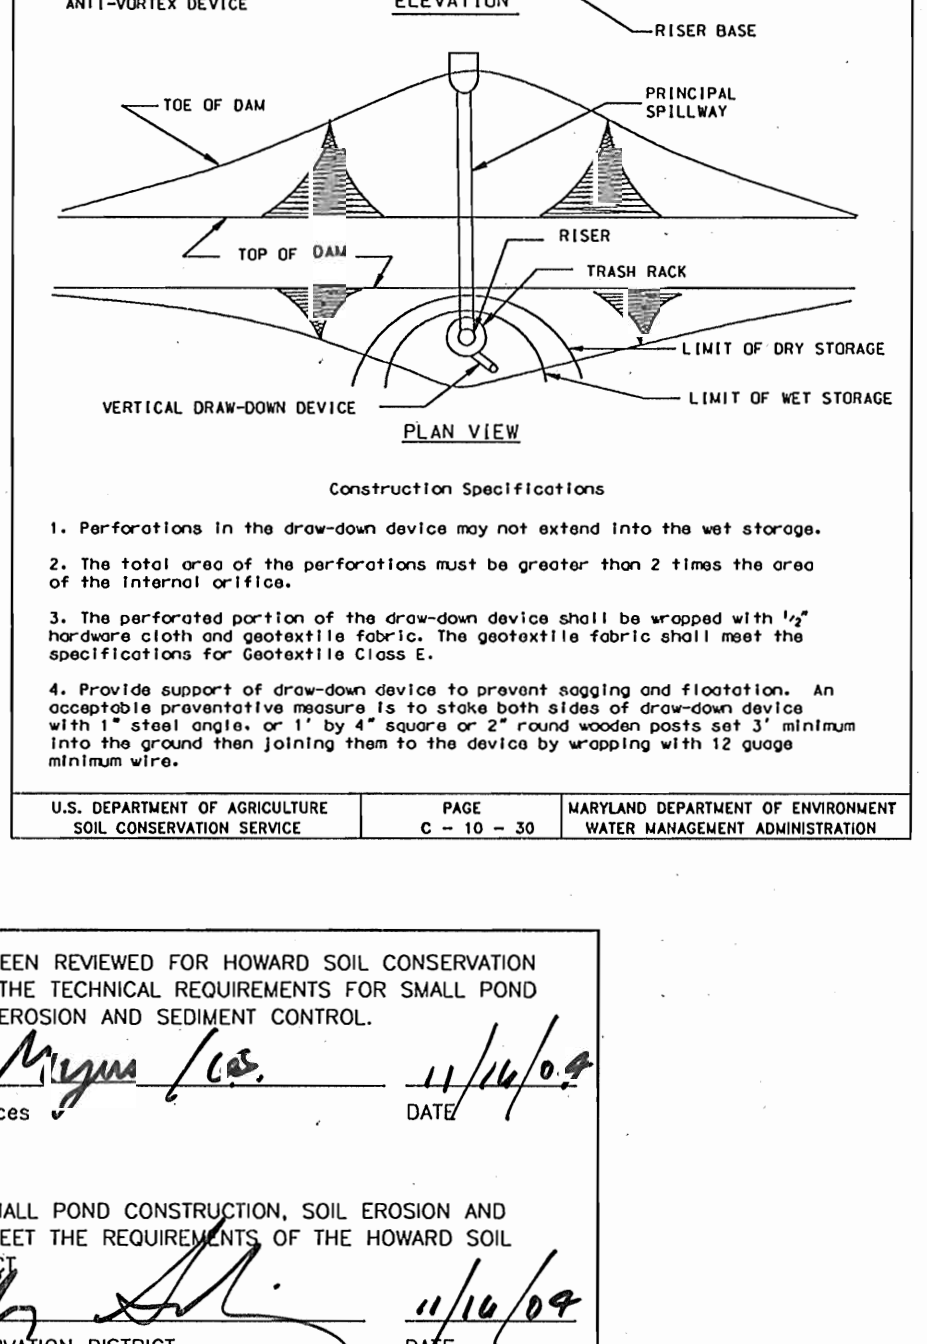 ANTI-VORTEX DEVICE
ELEVATION
RISER BASE
TOE OF DAM
PRINCIPAL
SPILLWAY
TOP OF DAM
RISER
TRASH RACK
LIMIT OF DRY STORAGE
LIMIT OF WET STORAGE
VERTICAL DRAW-DOWN DEVICE
PLAN VIEW
Construction Specifications
1. Perforations in the draw-down device may not extend into the wet storage.
2. The total area of the perforations must be greater than 2 times the area
of the internal orifice.
3. The perforated portion of the draw-down device shall be wrapped with 1/2"
hardware cloth and geotextile fabric. The geotextile fabric shall meet the
specifications for Geotextile Class E.
4. Provide support of draw-down device to prevent sagging and floatation. An
acceptable preventative measure is to stake both sides of draw-down device
with 1" steel angle. or 1' by 4" square or 2" round wooden posts set 3' minimum
into the ground then joining them to the device by wrapping with 12 guage
minimum wire.
U.S. DEPARTMENT OF AGRICULTURE
SOIL CONSERVATION SERVICE
PAGE
C - 10 - 30
MARYLAND DEPARTMENT OF ENVIRONMENT
WATER MANAGEMENT ADMINISTRATION
EEN REVIEWED FOR HOWARD SOIL CONSERVATION
THE TECHNICAL REQUIREMENTS FOR SMALL POND
EROSION AND SEDIMENT CONTROL.
11/16/04
ces
DATE
ALL POND CONSTRUCTION, SOIL EROSION AND
EET THE REQUIREMENTS OF THE HOWARD SOIL
CT
11/16/04
VATION DISTRICT
DATE